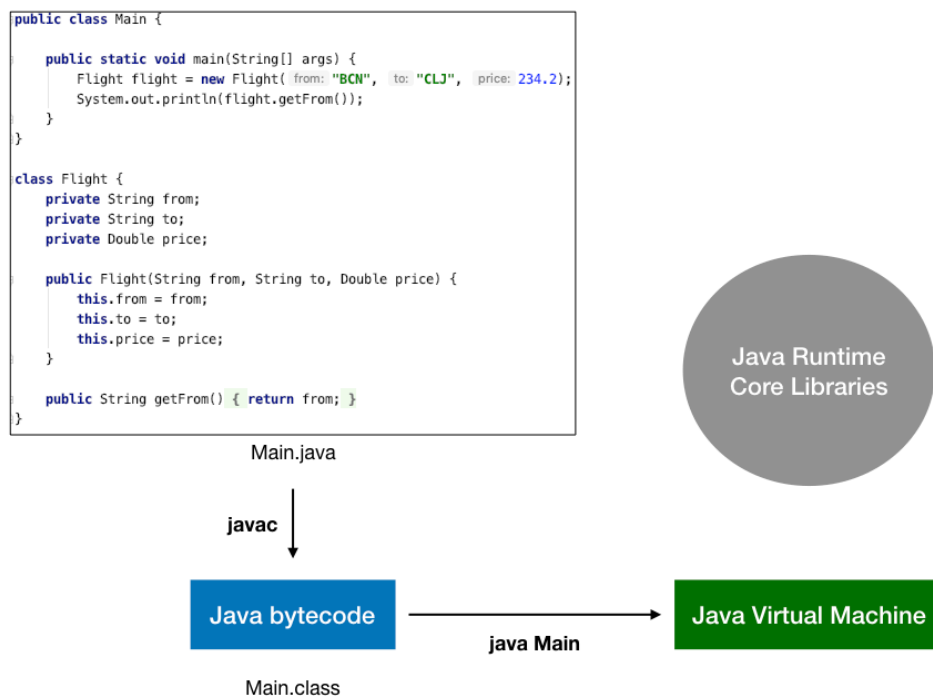 public class Main {
public static void main(String[] args) {
Flight flight = new Flight( from: "BCN", to: "CLJ", price: 234.2);
System.out.println(flight.getFrom());
}
}
class Flight {
private String from;
private String to;
private Double price;
public Flight(String from, String to, Double price) {
this.from = from;
this.to = to;
this.price = price;
}
public String getFrom() { return from; }
}
Main.java
Java Runtime
Core Libraries
javac
Java bytecode
java Main
Java Virtual Machine
Main.class